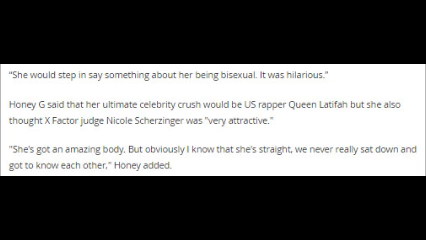 "She would step in say something about her being bisexual. It was hilarious."
Honey G said that her ultimate celebrity crush would be US rapper Queen Latifah but she also
thought X Factor judge Nicole Scherzinger was "very attractive."
"She's got an amazing body. But obviously I know that she's straight, we never really sat down and
got to know each other," Honey added.